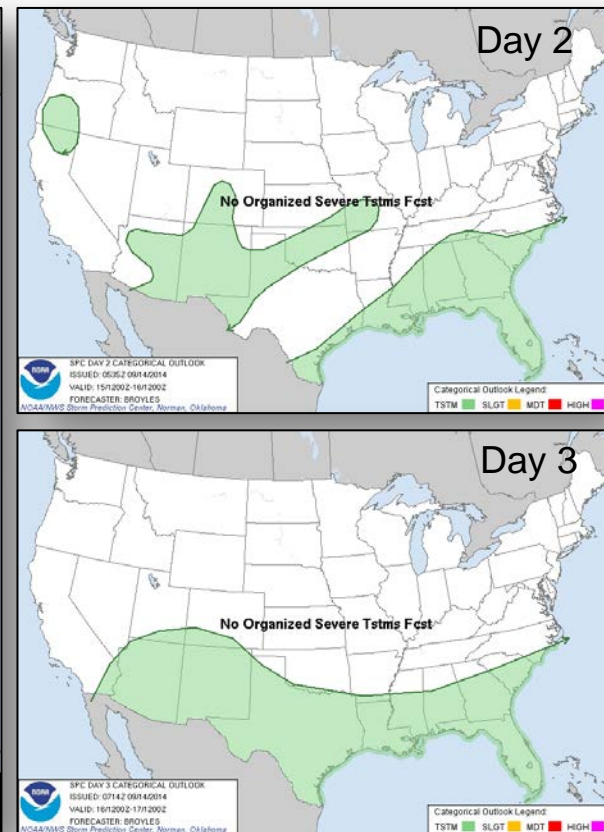 Day 2
No Organized Severe Tstms Fcst
SPC DAY 2 CATEGORICAL OUTLOOK
ISSUED: 0535Z 09/14/2014
VALID: 15/1200Z-16/1200Z
FORECASTER: BROYLES
NOAA/NWS Storm Prediction Center, Norman, Oklahoma
NOAA
Categorical Outlook Legend:
TSTM SLGT MDT HIGH
Day 3
No Organized Severe Tstms Fcst
SPC DAY 3 CATEGORICAL OUTLOOK
ISSUED: 0714Z 09/14/2014
VALID: 16/1200Z-17/1200Z
FORECASTER: BROYLES
NOAA/NWS Storm Prediction Center, Norman, Oklahoma
NOAA
Categorical Outlook Legend:
TSTM SLGT MDT HIGH